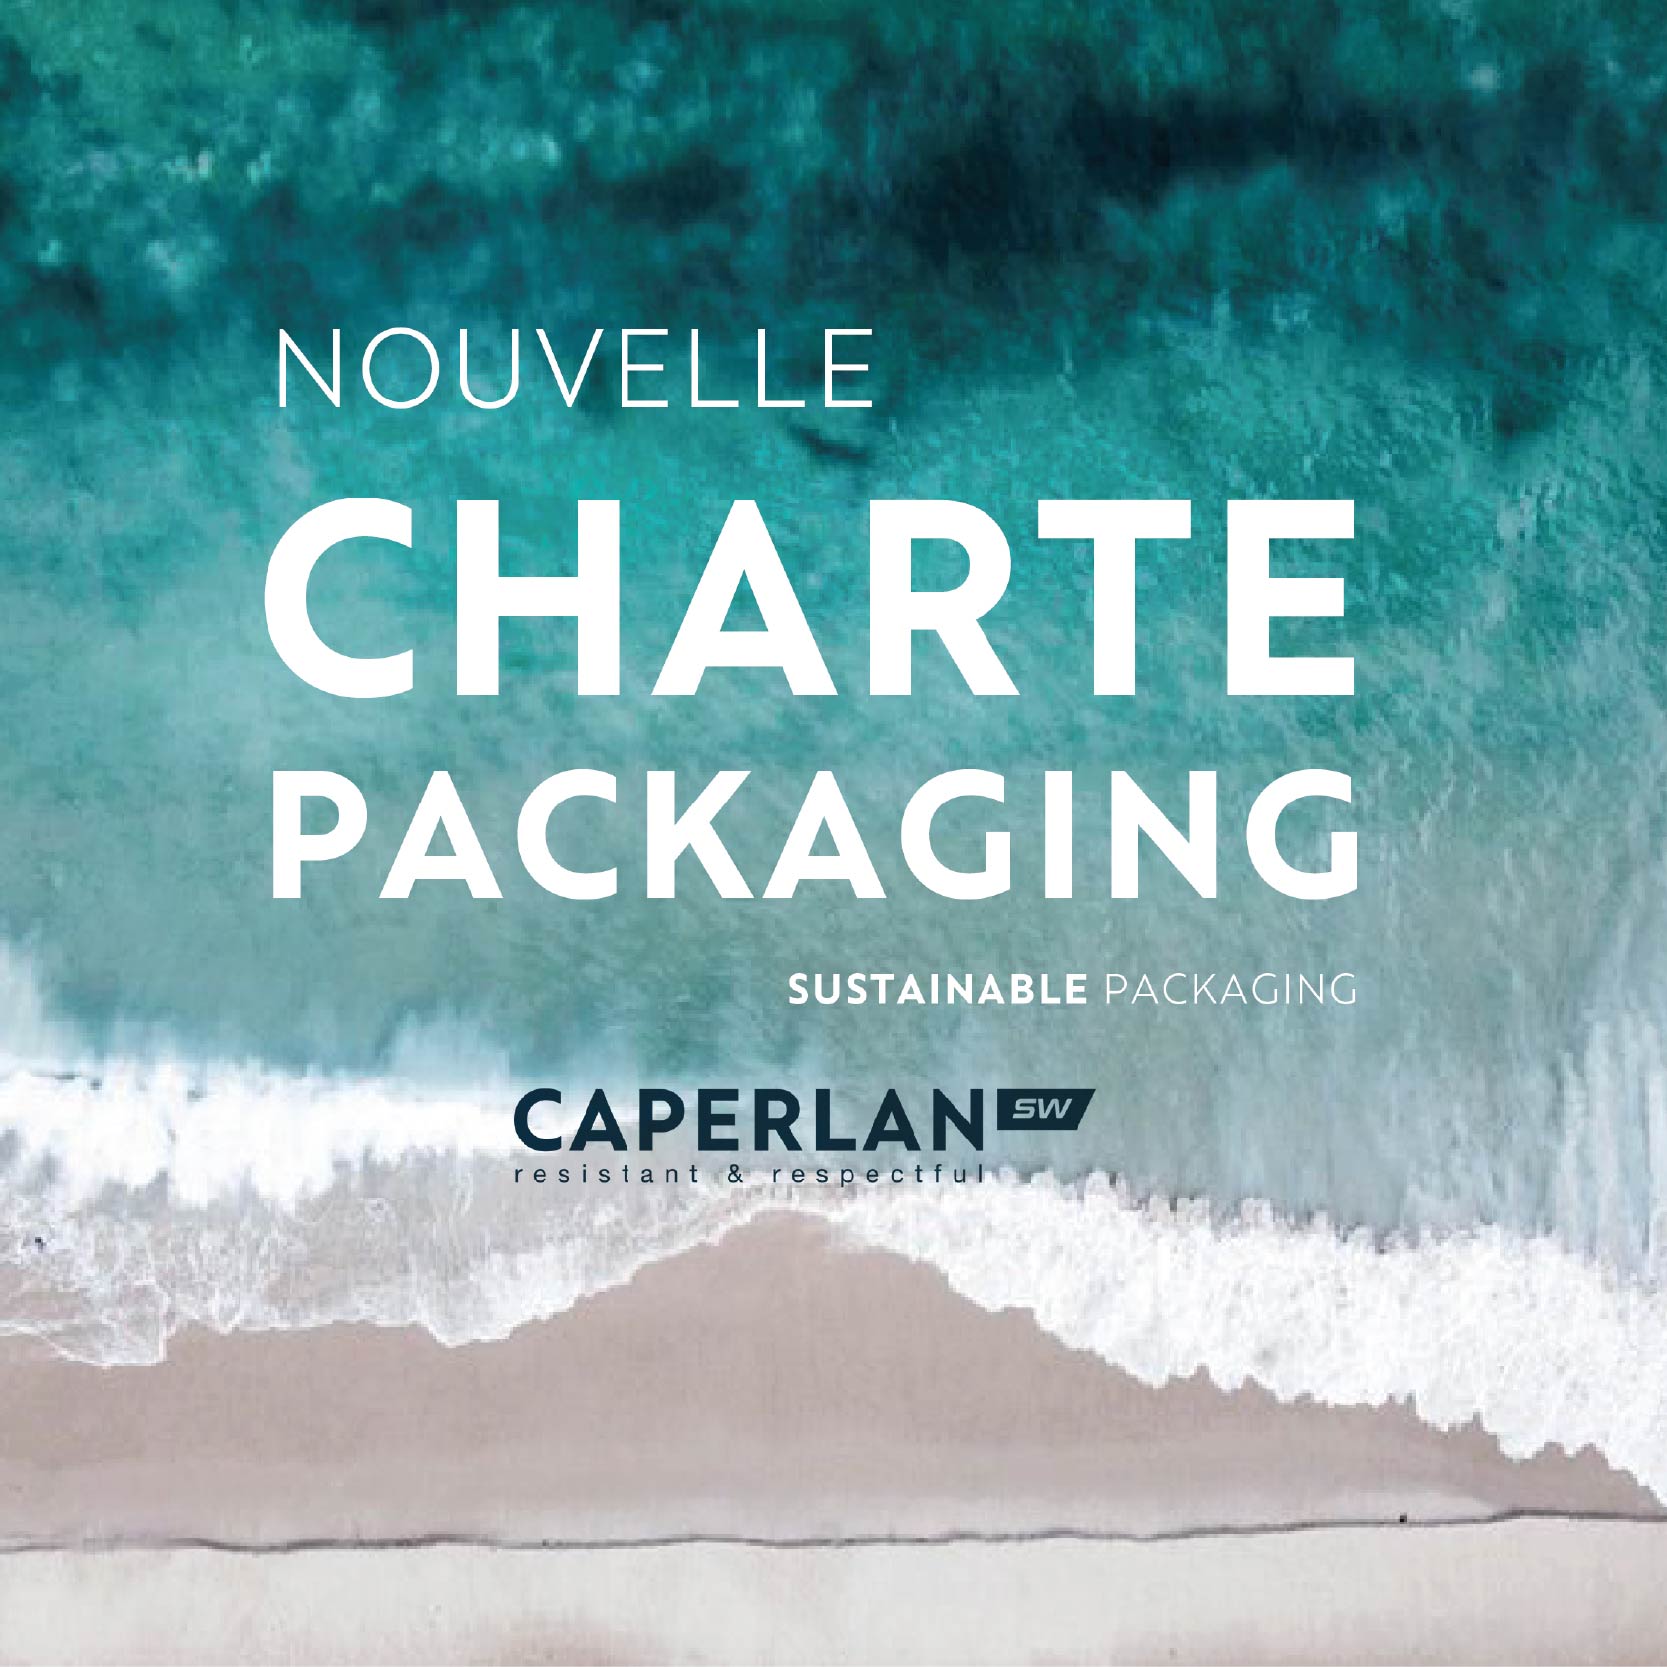 NOUVELLE
CHARTE
PACKAGING
SUSTAINABLE PACKAGING
CAPERLAN SW
resistant & respectful